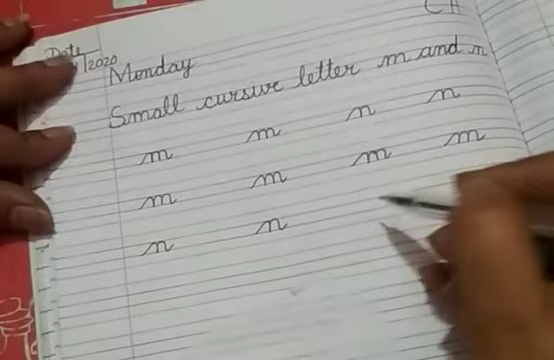 Date
/2020
Monday
Small cursive letter m and n
m m n n
m m m m
n n